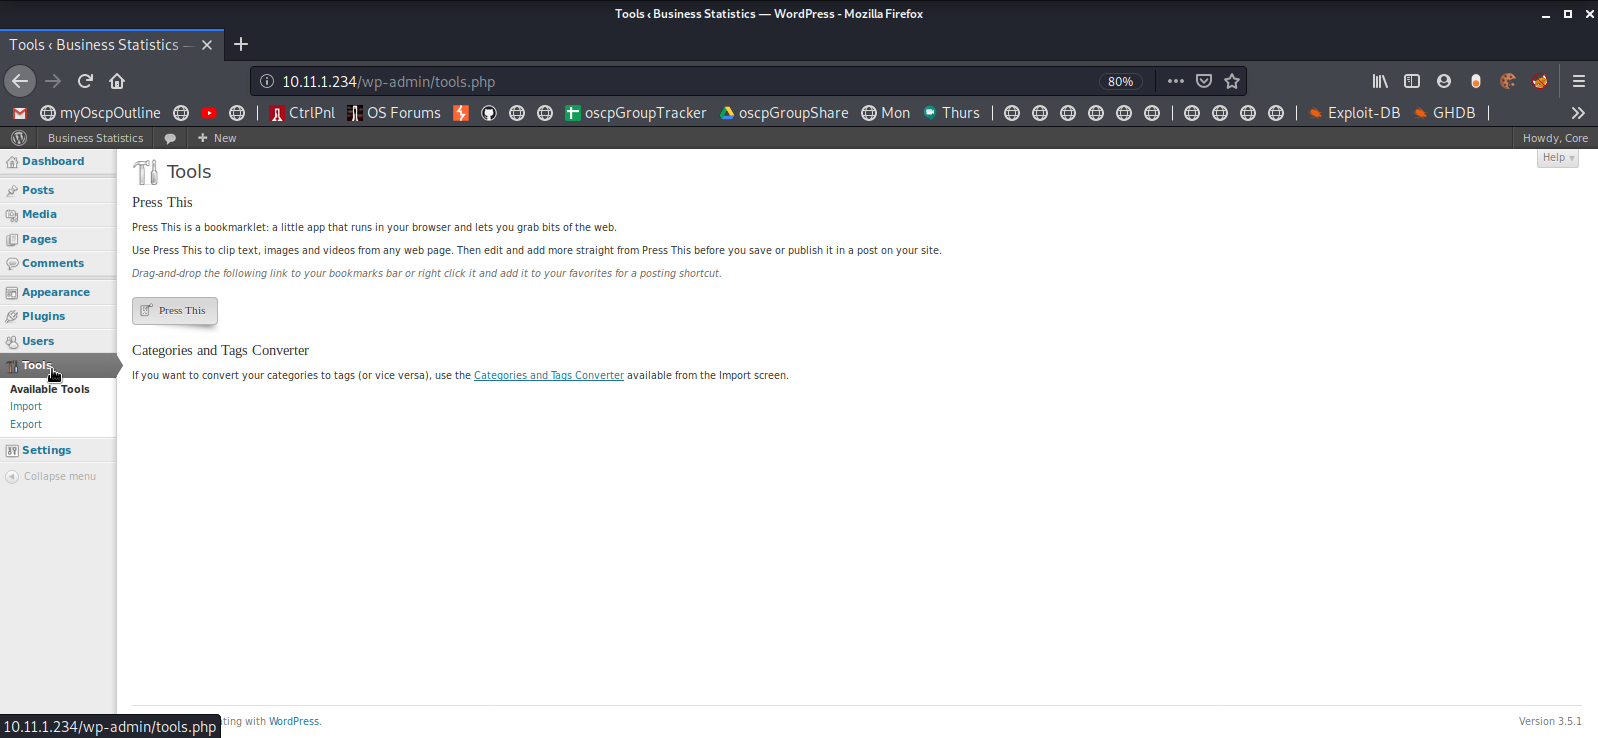 Tools ‹ Business Statistics — WordPress - Mozilla Firefox
Tools ‹ Business Statistics —
10.11.1.234/wp-admin/tools.php 80%
myOscpOutline CtrlPnl OS Forums oscpGroupTracker oscpGroupShare Mon Thurs Exploit-DB GHDB
Business Statistics New Howdy, Core
Help
Dashboard
Posts
Media
Pages
Comments
Appearance
Plugins
Users
Tools
Available Tools
Import
Export
Settings
Collapse menu
Tools
Press This
Press This is a bookmarklet: a little app that runs in your browser and lets you grab bits of the web.
Use Press This to clip text, images and videos from any web page. Then edit and add more straight from Press This before you save or publish it in a post on your site.
Drag-and-drop the following link to your bookmarks bar or right click it and add it to your favorites for a posting shortcut.
Press This
Categories and Tags Converter
If you want to convert your categories to tags (or vice versa), use the Categories and Tags Converter available from the Import screen.
10.11.1.234/wp-admin/tools.php
ting with WordPress. Version 3.5.1